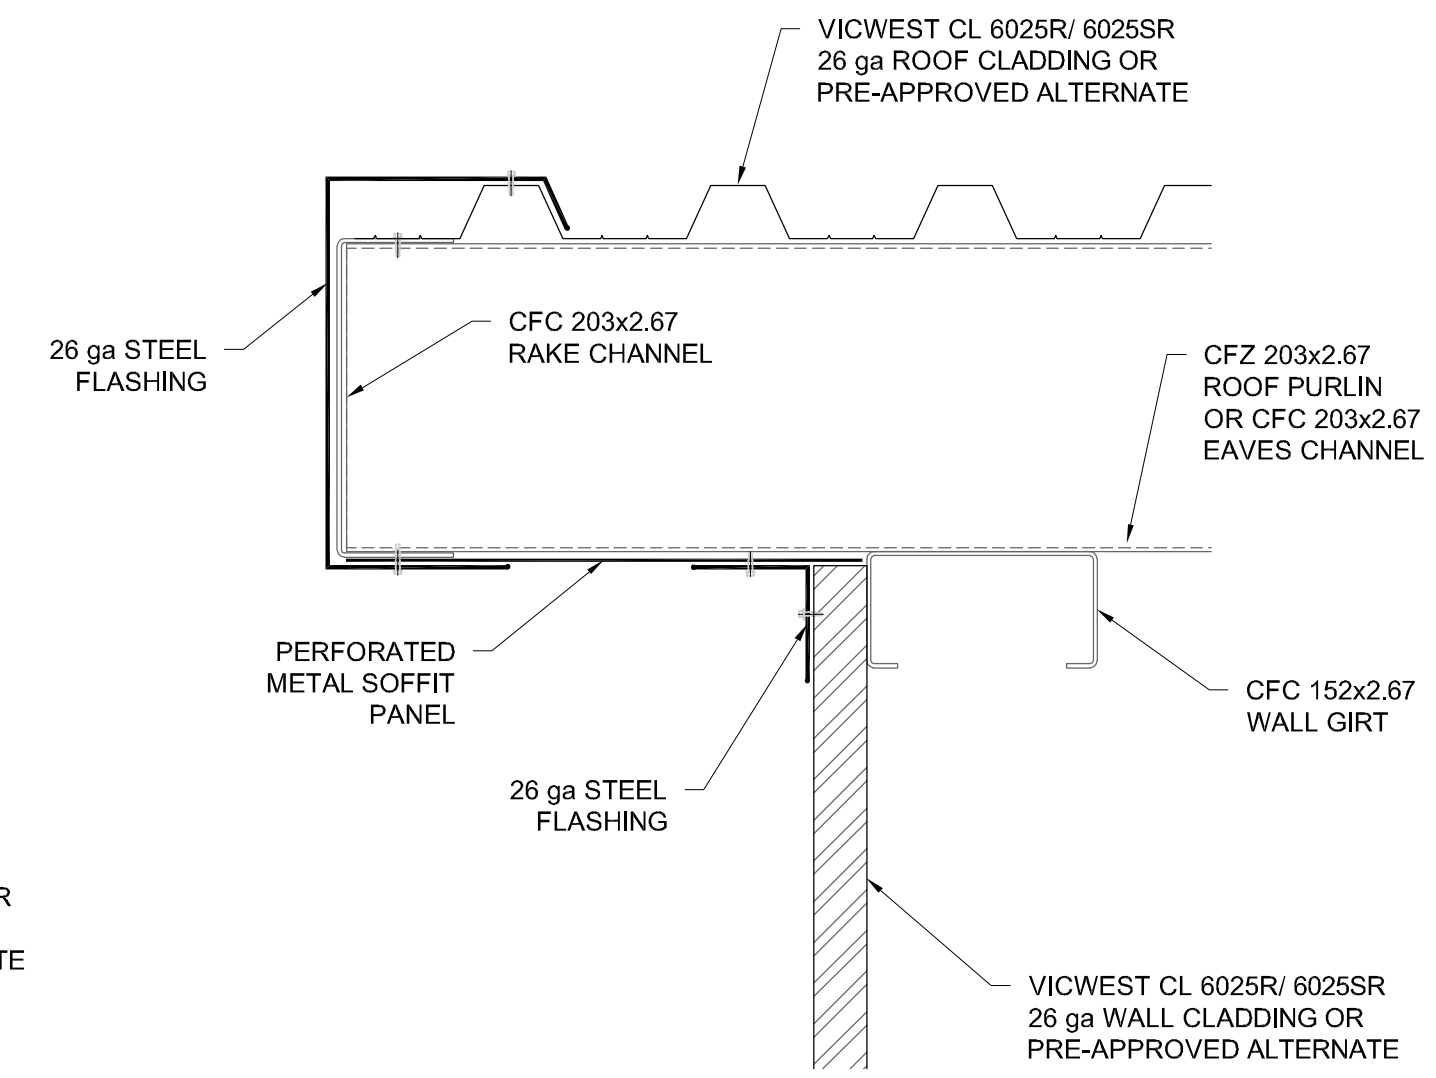 VICWEST CL 6025R/ 6025SR
26 ga ROOF CLADDING OR
PRE-APPROVED ALTERNATE
26 ga STEEL
FLASHING
CFC 203x2.67
RAKE CHANNEL
CFZ 203x2.67
ROOF PURLIN
OR CFC 203x2.67
EAVES CHANNEL
PERFORATED
METAL SOFFIT
PANEL
CFC 152x2.67
WALL GIRT
26 ga STEEL
FLASHING
R
TE
VICWEST CL 6025R/ 6025SR
26 ga WALL CLADDING OR
PRE-APPROVED ALTERNATE